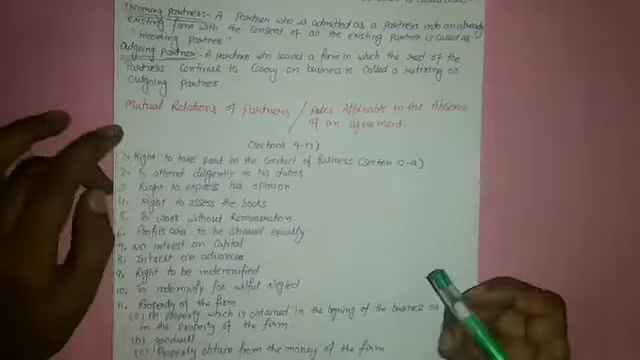 Incoming partners:- A Partner who is admitted as a partners into an already
existing firm with the consent of all the existing partner is called as
"incoming partner"
Outgoing partner:- A partner who leaves a firm in which the rest of the
partners continue to carry on business is called a retiring or
outgoing partner
Mutual Relations of Partners / Rules Applicable in the Absence
of an agreement
(Sections 9-17)
1. Right to take part in the conduct of Business (Section 12-a)
2. To attend diligently to his duties
3. Right to express his opinion
4. Right to assess the books
5. To work without Remuneration
6. Profits are to be shared equally
7. NO interest on Capital
8. Interest on advances
9. Right to be indemnified
10. To indemnify for wilful neglect
11. Property of the firm
(a) property which is obtained in the of the business as
in the property of the firm
(b) goodwill
(c) Property obtain from the money of the firm